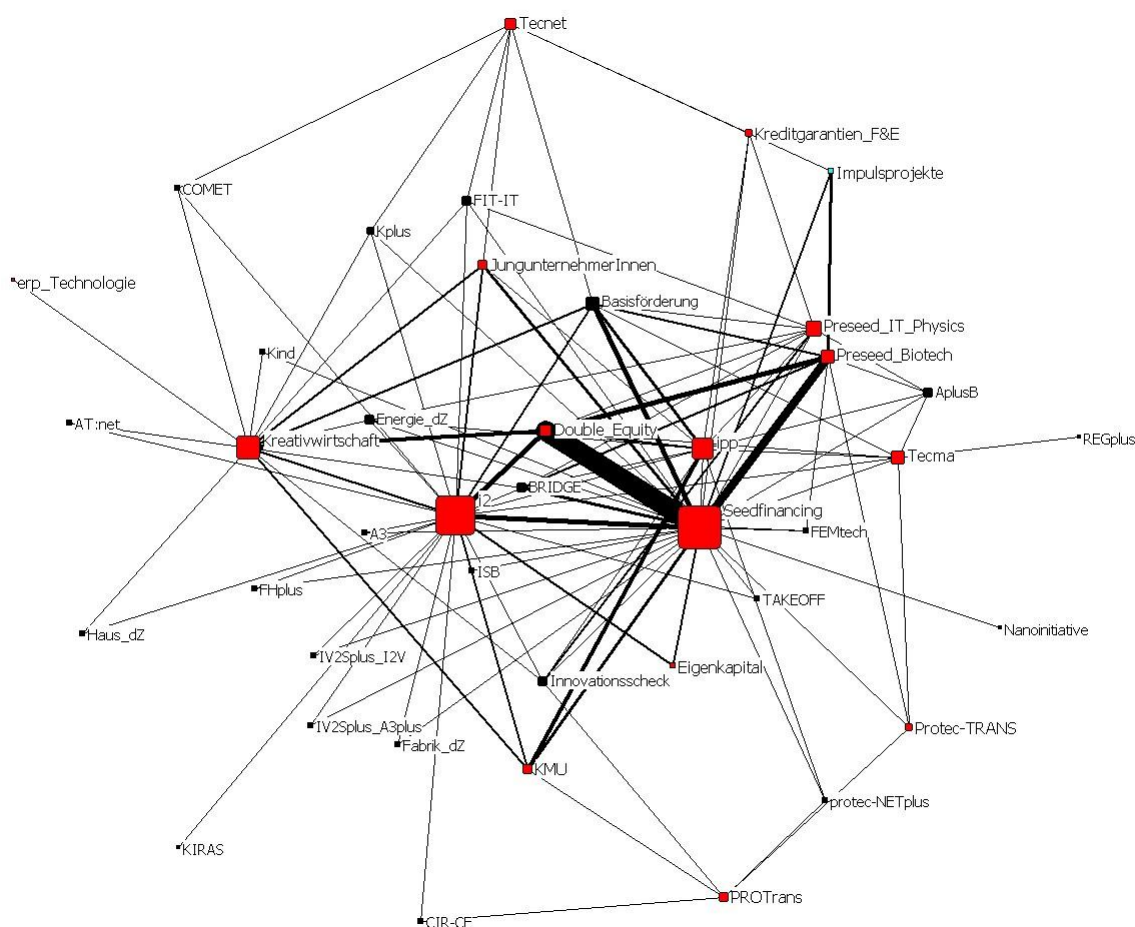 Tecnet
Kreditgarantien_F&E
Impulsprojekte
COMET
FIT-IT
Kplus
JungunternehmerInnen
erp_Technologie
Basisförderung
Preseed_IT_Physics
Kind
Preseed_Biotech
AplusB
AT:net
Energie_dZ
Double_Equity
Kreativwirtschaft
ipp
Tecma
REGplus
BRIDGE
i2
Seedfinancing
A3
FEMtech
ISB
FHplus
TAKEOFF
Haus_dZ
Nanoinitiative
IV2Splus_I2V
Eigenkapital
Innovationsscheck
IV2Splus_A3plus
Protec-TRANS
Fabrik_dZ
KMU
protec-NETplus
KIRAS
PROTrans
CIR-CE